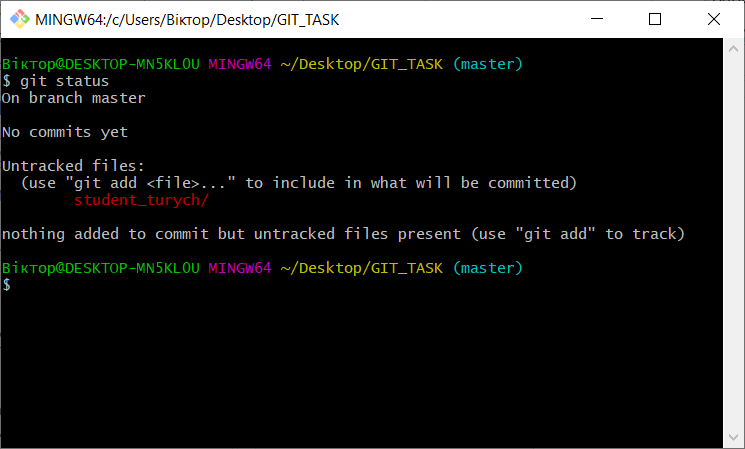 MINGW64:/c/Users/Віктор/Desktop/GIT_TASK
Віктор@DESKTOP-MN5KL0U MINGW64 ~/Desktop/GIT_TASK (master)
$ git status
On branch master
No commits yet
Untracked files:
  (use "git add <file>..." to include in what will be committed)
        student_turych/
nothing added to commit but untracked files present (use "git add" to track)
Віктор@DESKTOP-MN5KL0U MINGW64 ~/Desktop/GIT_TASK (master)
$